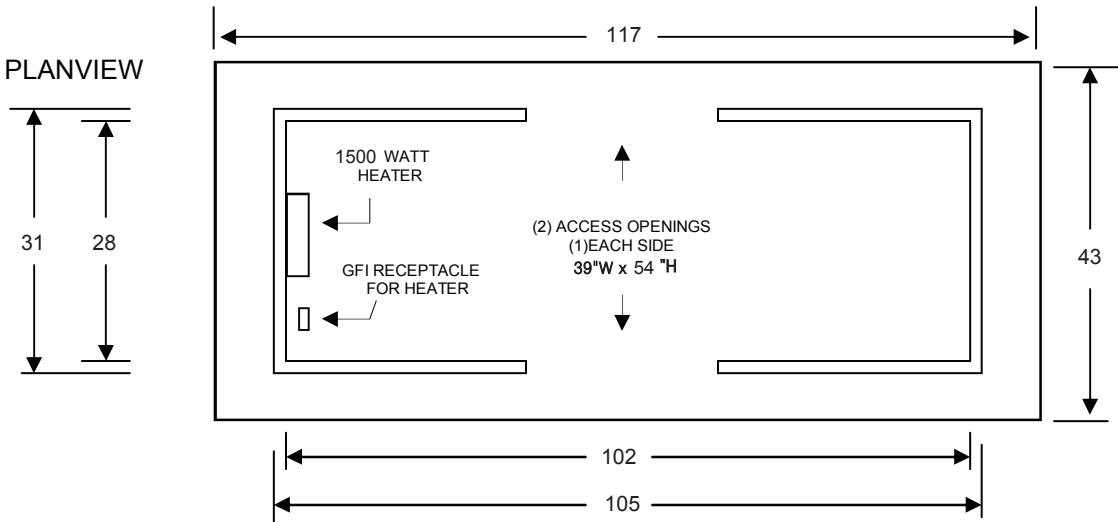 117
PLANVIEW
1500 WATT
HEATER
31
28
(2) ACCESS OPENINGS
(1)EACH SIDE
39"W x 54 "H
43
GFI RECEPTACLE
FOR HEATER
102
105